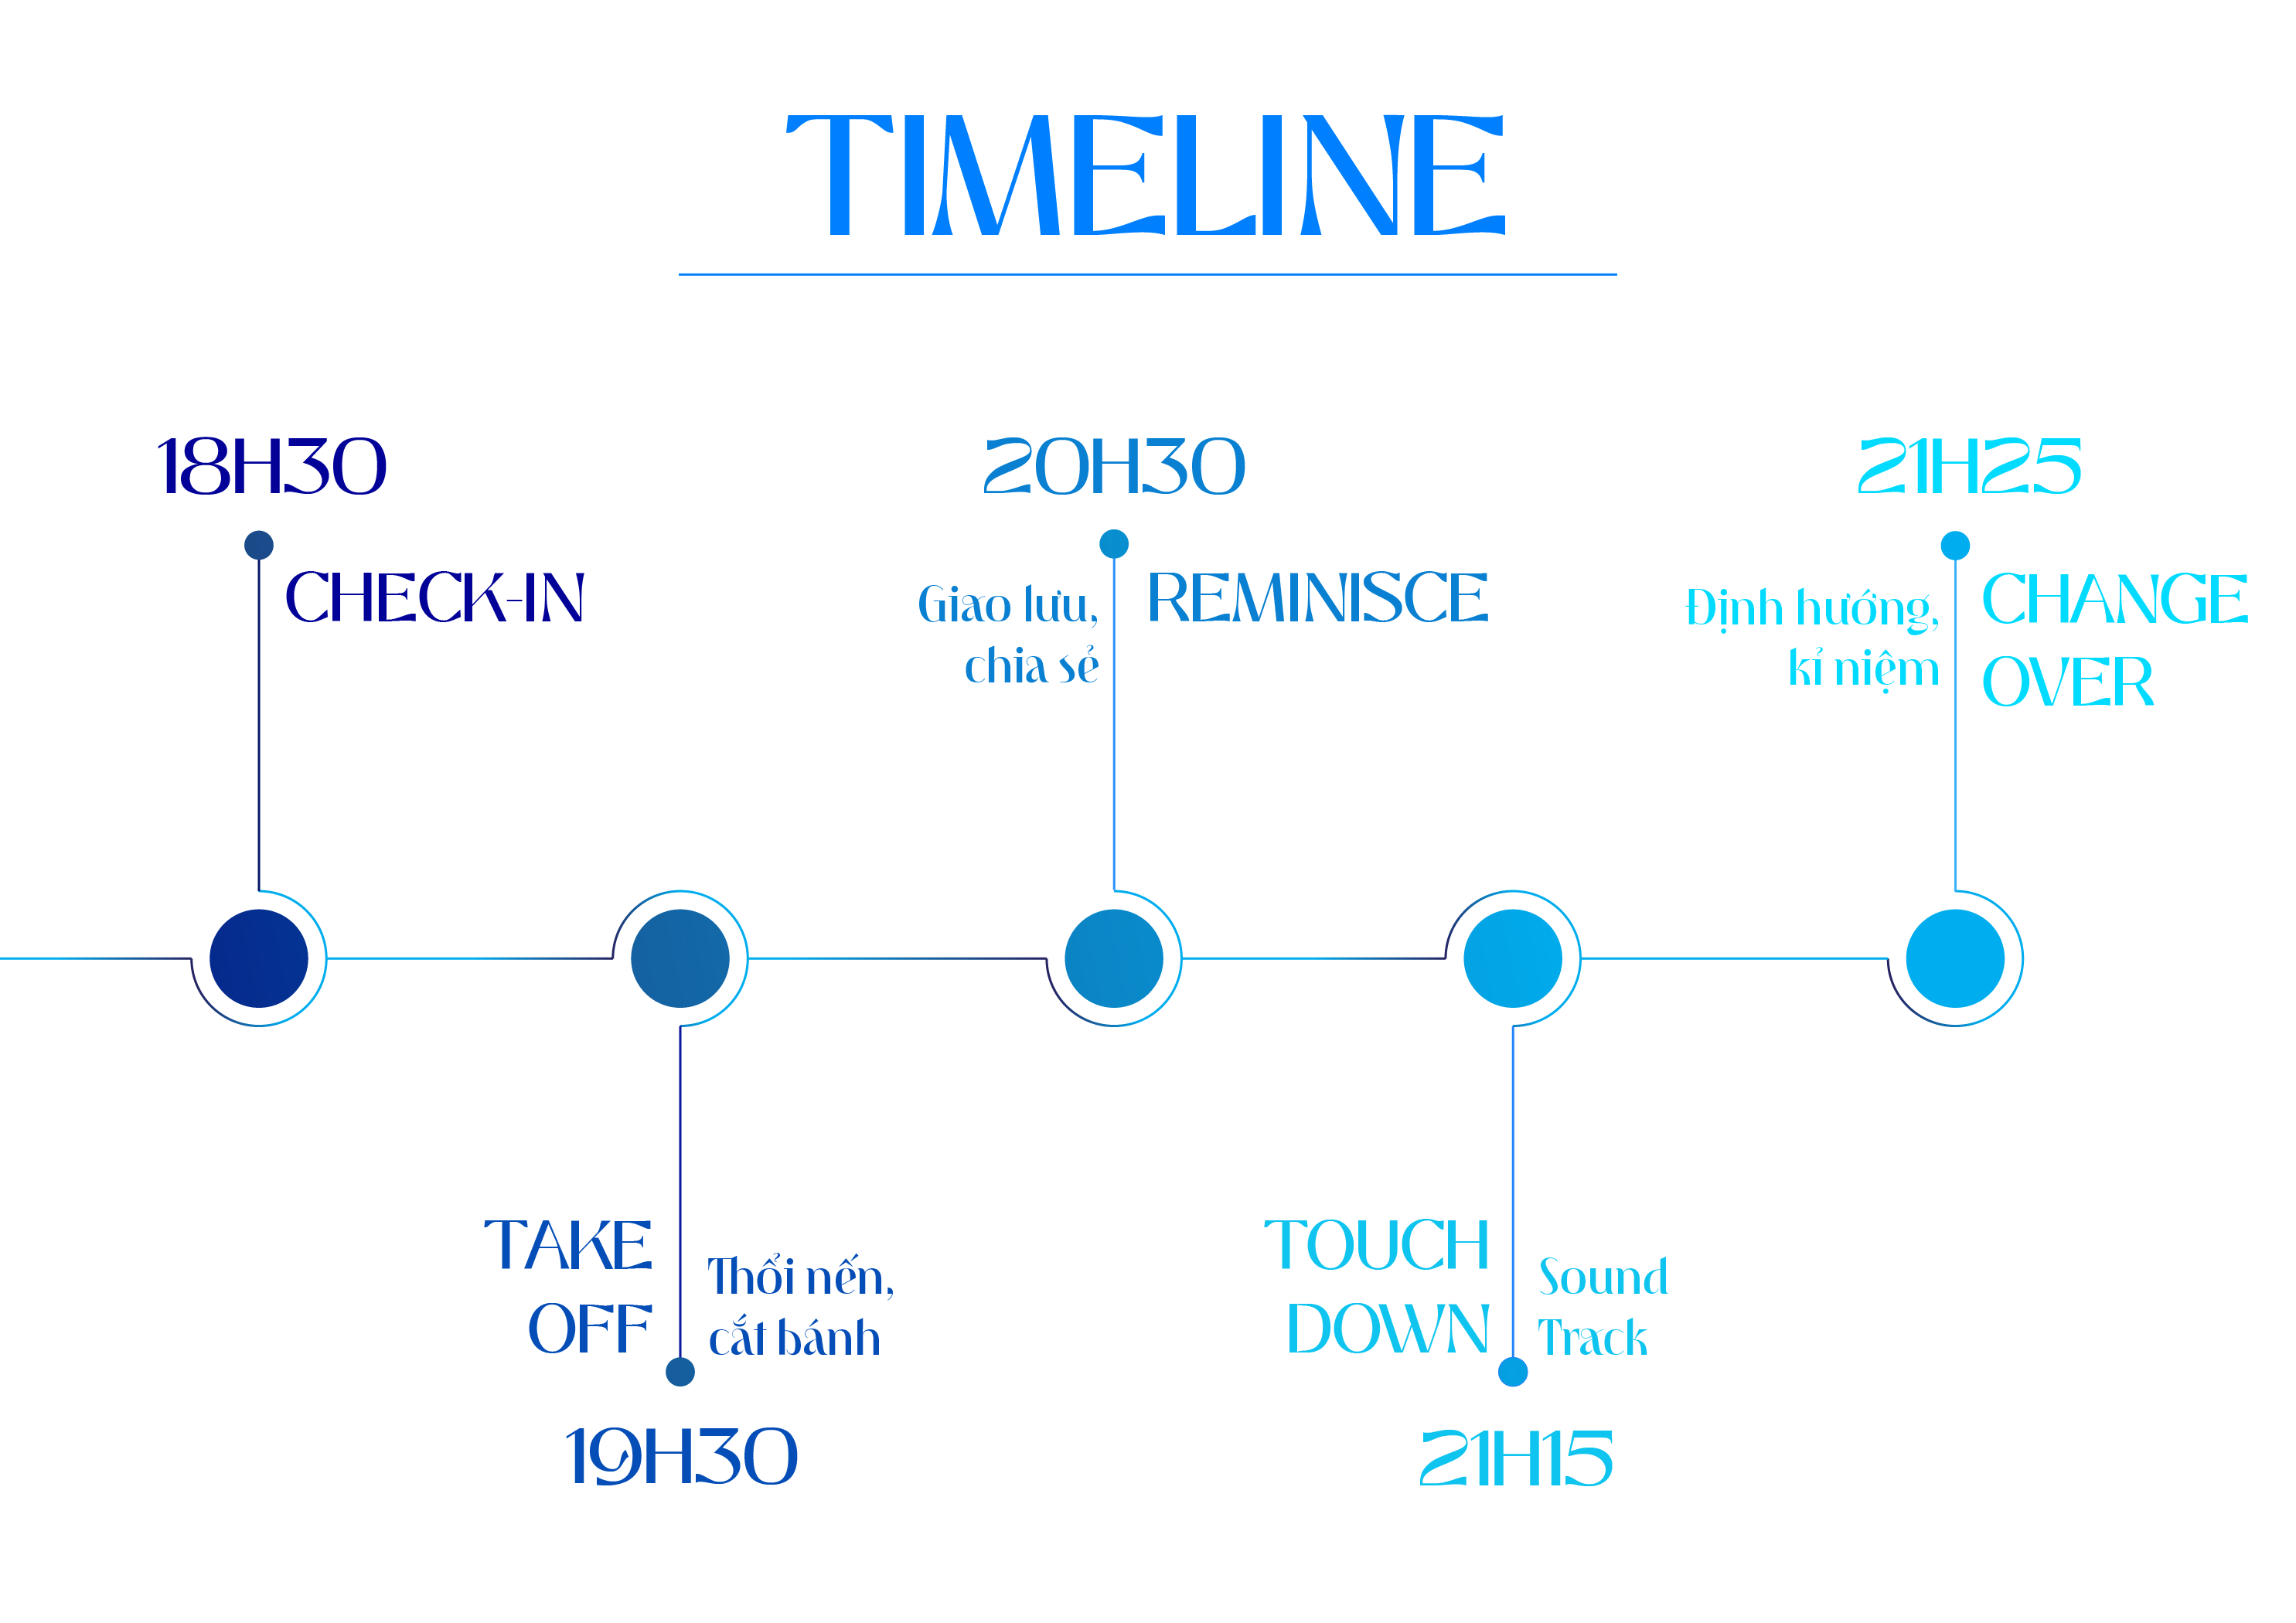 TIMELINE
18H30
CHECK-IN
TAKE
OFF
Thổi nến,
cắt bánh
19H30
20H30
Giao lưu,
chia sẻ
REMINISCE
TOUCH
DOWN
Sound
Track
21H15
21H25
Định hướng,
kỉ niệm
CHANGE
OVER